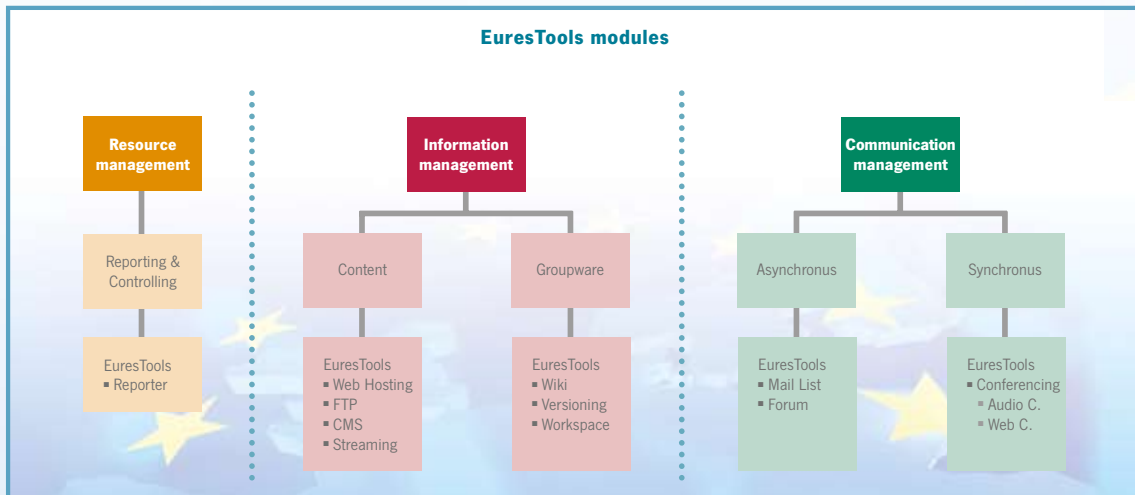 EuresTools modules
Resource
management
Reporting &
Controlling
EuresTools
▪ Reporter
Information
management
Content
EuresTools
▪ Web Hosting
▪ FTP
▪ CMS
▪ Streaming
Groupware
EuresTools
▪ Wiki
▪ Versioning
▪ Workspace
Communication
management
Asynchronus
EuresTools
▪ Mail List
▪ Forum
Synchronus
EuresTools
▪ Conferencing
▪ Audio C.
▪ Web C.